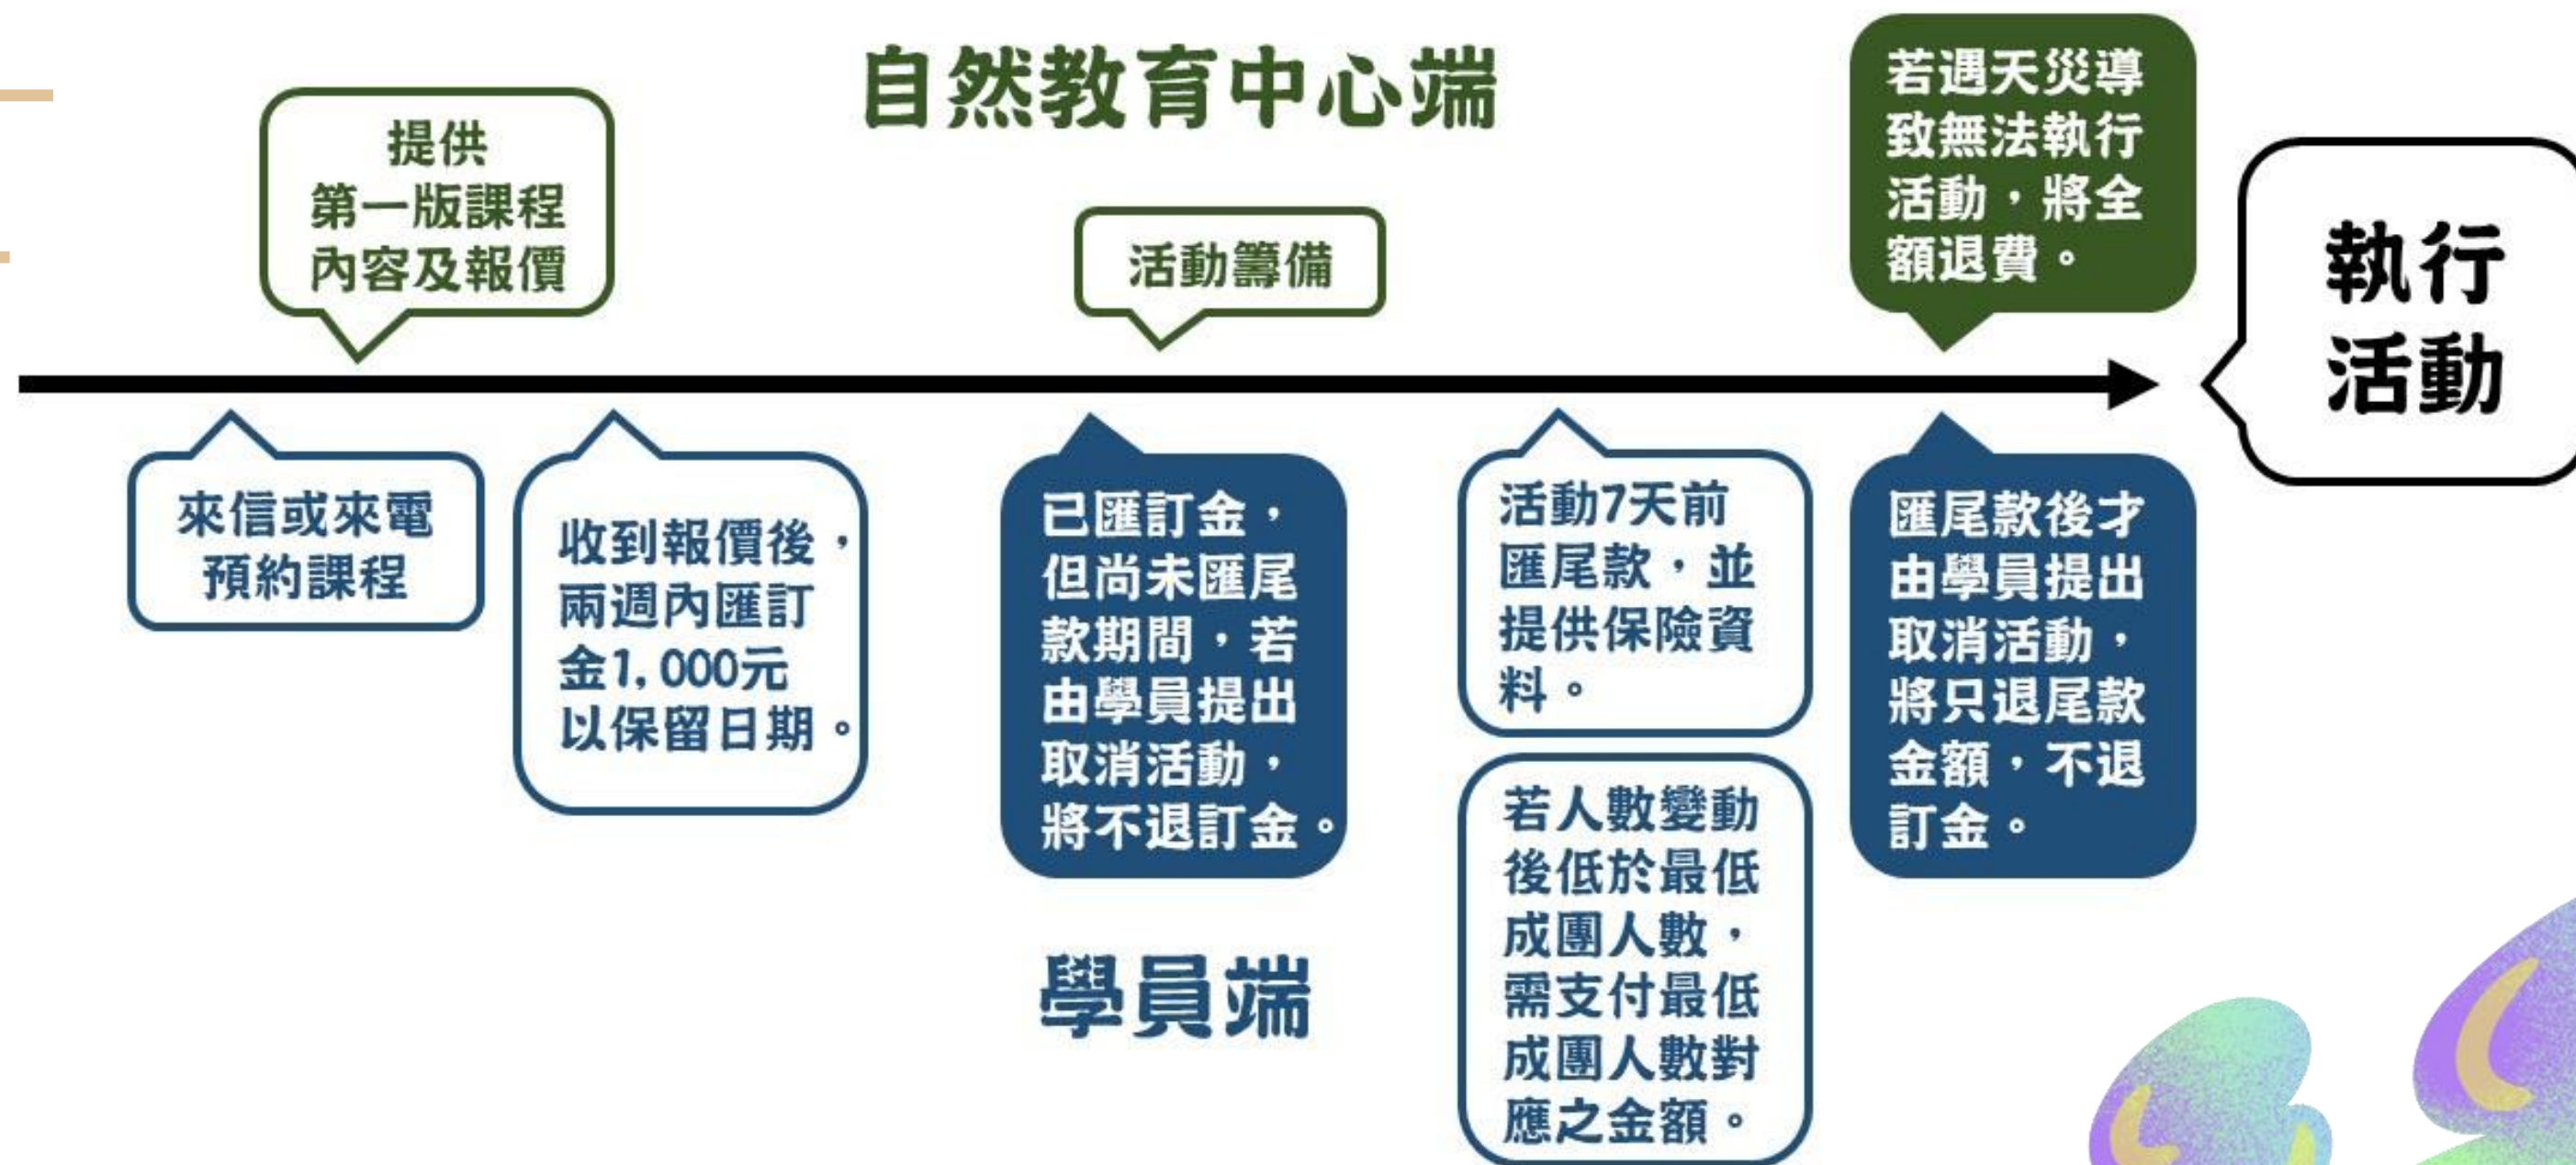 自然教育中心端
提供
第一版課程
內容及報價
活動籌備
若遇天災導
致無法執行
活動，將全
額退費。
執行
活動
來信或來電
預約課程
收到報價後，
兩週內匯訂
金1,000元
以保留日期。
已匯訂金，
但尚未匯尾
款期間，若
由學員提出
取消活動，
將不退訂金。
活動7天前
匯尾款，並
提供保險資
料。
若人數變動
後低於最低
成團人數，
需支付最低
成團人數對
應之金額。
匯尾款後才
由學員提出
取消活動，
將只退尾款
金額，不退
訂金。
學員端